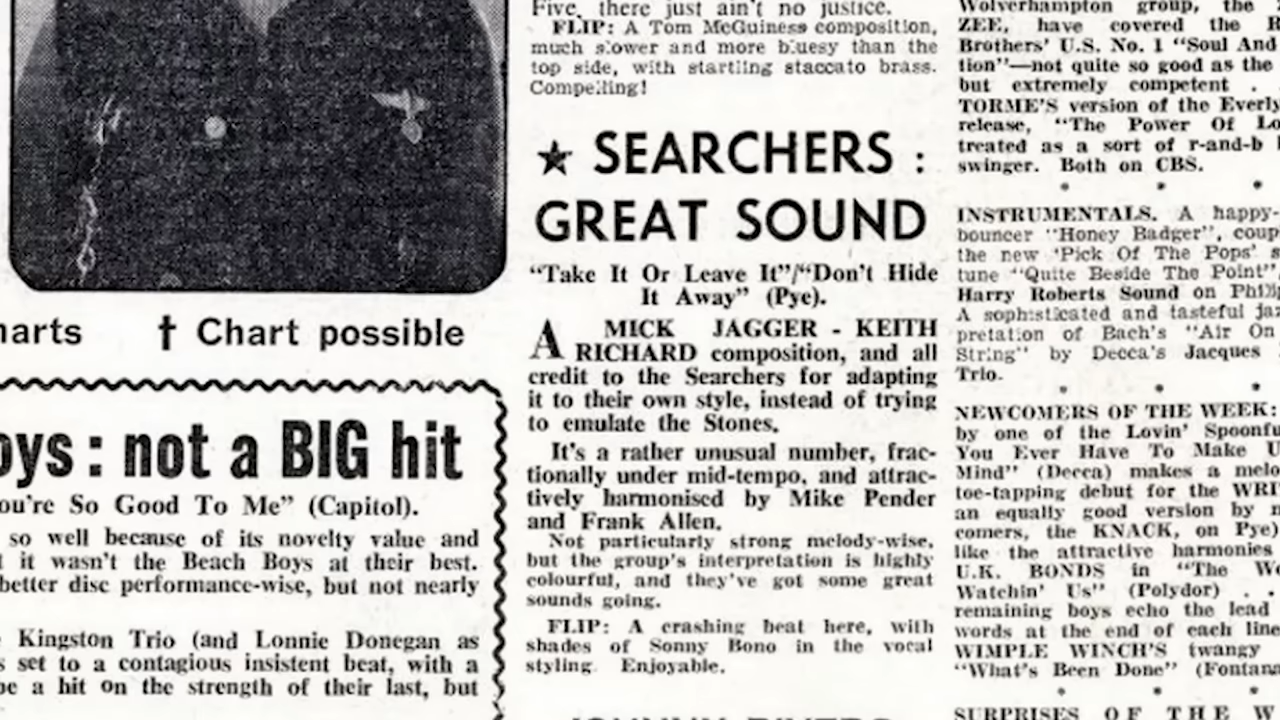 harts † Chart possible
oys : not a BIG hit
ou're So Good To Me" (Capitol).
so well because of its novelty value and
it wasn't the Beach Boys at their best.
better disc performance-wise, but not nearly
Kingston Trio (and Lonnie Donegan as
s set to a contagious insistent beat, with a
be a hit on the strength of their last, but
Five, there just ain't no justice.
FLIP: A Tom McGuiness composition,
much slower and more bluesy than the
top side, with startling staccato brass.
Compelling!
★ SEARCHERS :
GREAT SOUND
"Take It Or Leave It"/"Don't Hide
It Away" (Pye).
A MICK JAGGER - KEITH
RICHARD composition, and all
credit to the Searchers for adapting
it to their own style, instead of trying
to emulate the Stones.
It's a rather unusual number, frac-
tionally under mid-tempo, and attrac-
tively harmonised by Mike Pender
and Frank Allen.
Not particularly strong melody-wise,
but the group's interpretation is highly
colourful, and they've got some great
sounds going.
FLIP: A crashing beat here, with
shades of Sonny Bono in the vocal
styling. Enjoyable.
Wolverhampton group, the
ZEE, have covered the
Brothers' U.S. No. 1 "Soul And
tion"—not quite so good as the
but extremely competent .
TORME'S version of the Everly
release, "The Power Of Lo
treated as a sort of r-and-b
swinger. Both on CBS.
INSTRUMENTALS. A happy-
bouncer "Honey Badger", coup
the new 'Pick Of The Pops' s
tune "Quite Beside The Point"
Harry Roberts Sound on Philip
A sophisticated and tasteful jaz
pretation of Bach's "Air On
String" by Decca's Jacques
Trio.
NEWCOMERS OF THE WEEK:
by one of the Lovin' Spoonfu
You Ever Have To Make U
Mind" (Decca) makes a melo
toe-tapping debut for the WRI
an equally good version by n
comers, the KNACK, on Pye)
like the attractive harmonies
U.K. BONDS in "The Wo
Watchin' Us" (Polydor) . .
remaining boys echo the lead
words at the end of each line
WIMPLE WINCH'S twangy
"What's Been Done" (Fontana
SURPRISES OF THE W